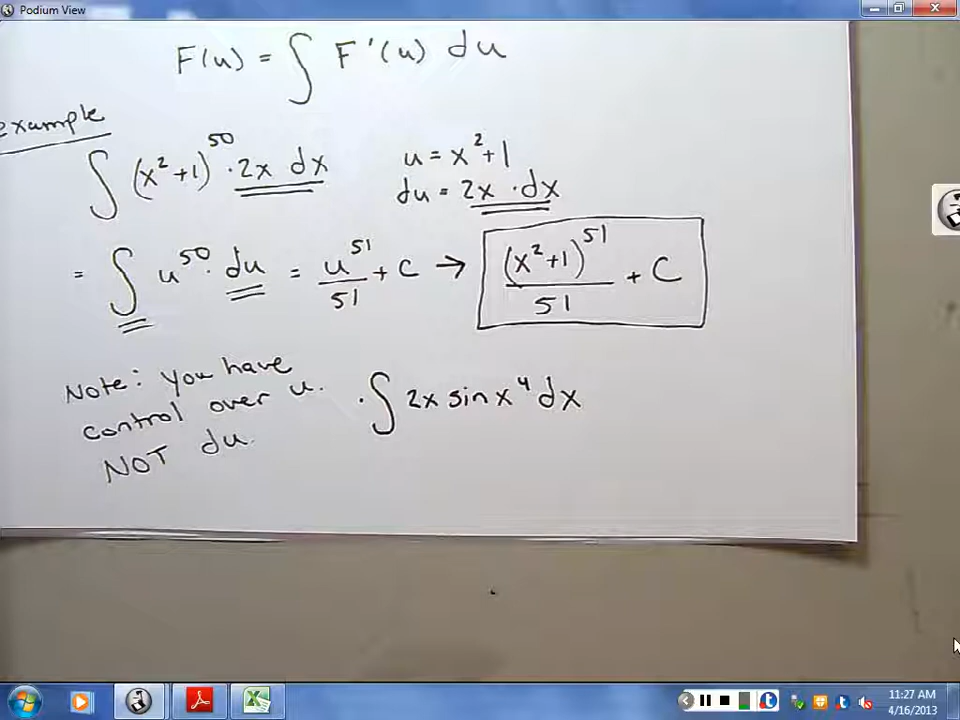 Podium View
F(u) = ∫ F'(u) du
example
∫ (x²+1)⁵⁰ · 2x dx
u = x²+1
du = 2x · dx
= ∫ u⁵⁰ · du = u⁵¹/51 + C → (x²+1)⁵¹/51 + C
Note: you have
control over u.
NOT du.
· ∫ 2x sin x⁴ dx
11:27 AM
4/16/2013